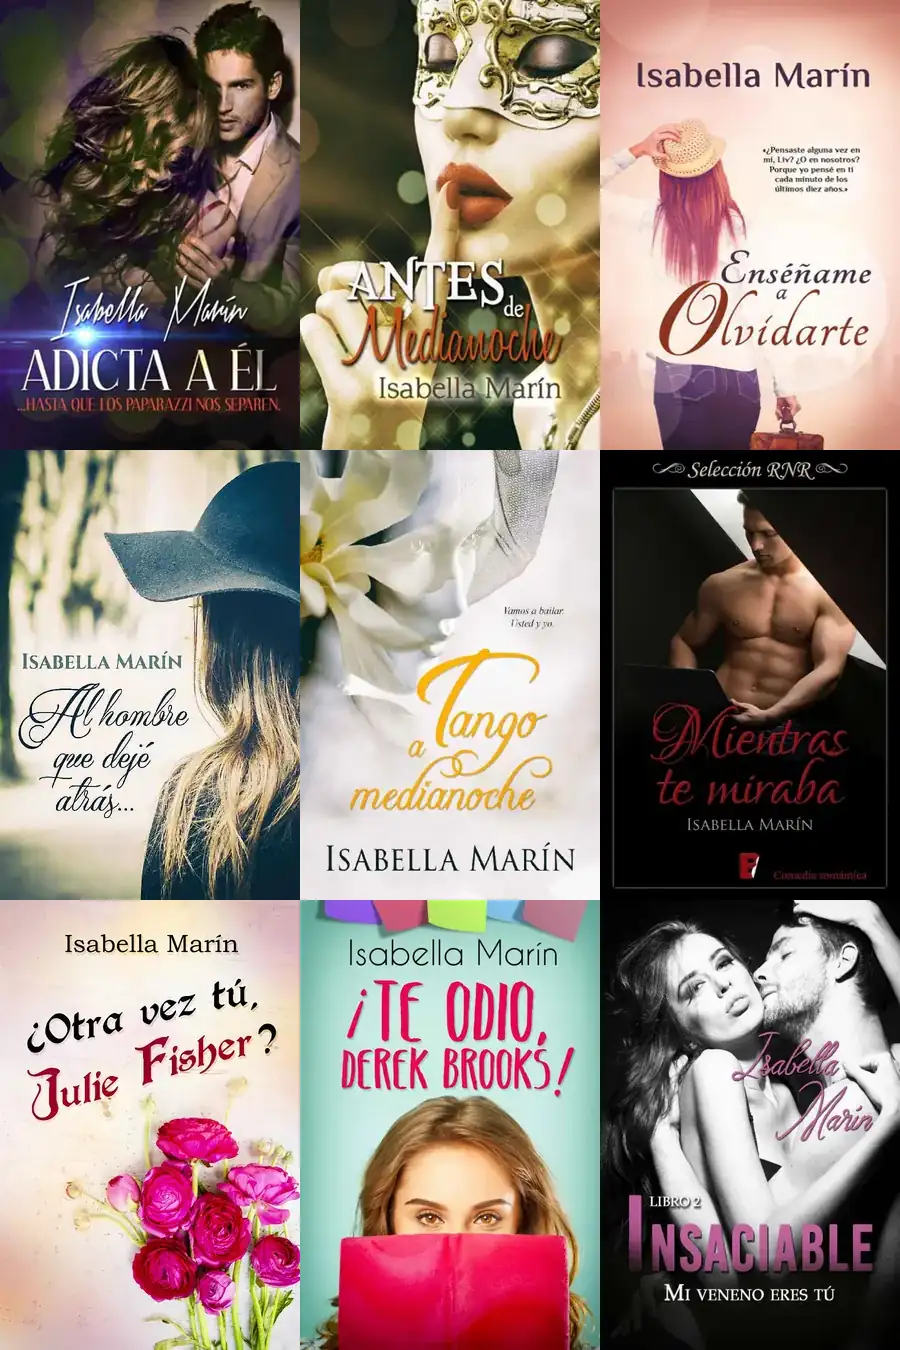 Isabella Marín
ADICTA A ÉL
...HASTA QUE LOS PAPARAZZI NOS SEPAREN.
ANTES
de
Medianoche
Isabella Marín
Isabella Marín
«¿Pensaste alguna vez en
mí, Liv? ¿O en nosotros?
Porque yo pensé en ti
cada minuto de los
últimos diez años.»
Enséñame
a
Olvidarte
ISABELLA MARÍN
Al hombre
que dejé
atrás...
Vamos a bailar.
Usted y yo.
Tango
a
medianoche
ISABELLA MARÍN
Selección RNR
Mientras
te miraba
ISABELLA MARÍN
B
Comedia romántica
Isabella Marín
¿Otra vez tú,
Julie Fisher?
Isabella Marín
¡TE ODIO,
DEREK BROOKS!
Isabella
Marín
LIBRO 2
INSACIABLE
MI VENENO ERES TÚ